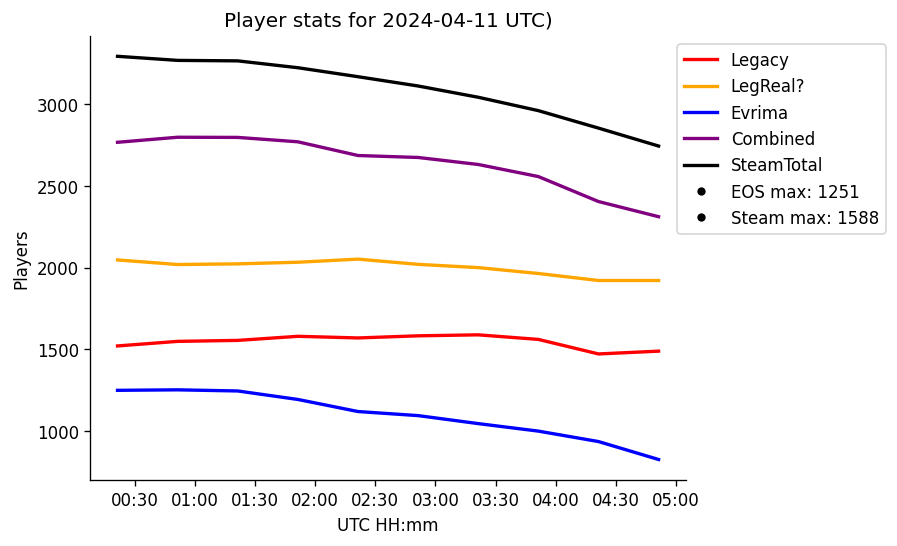 Player stats for 2024-04-11 UTC)
Legacy
LegReal?
Evrima
Combined
SteamTotal
EOS max: 1251
Steam max: 1588
Players
3000
2500
2000
1500
1000
00:30 01:00 01:30 02:00 02:30 03:00 03:30 04:00 04:30 05:00
UTC HH:mm